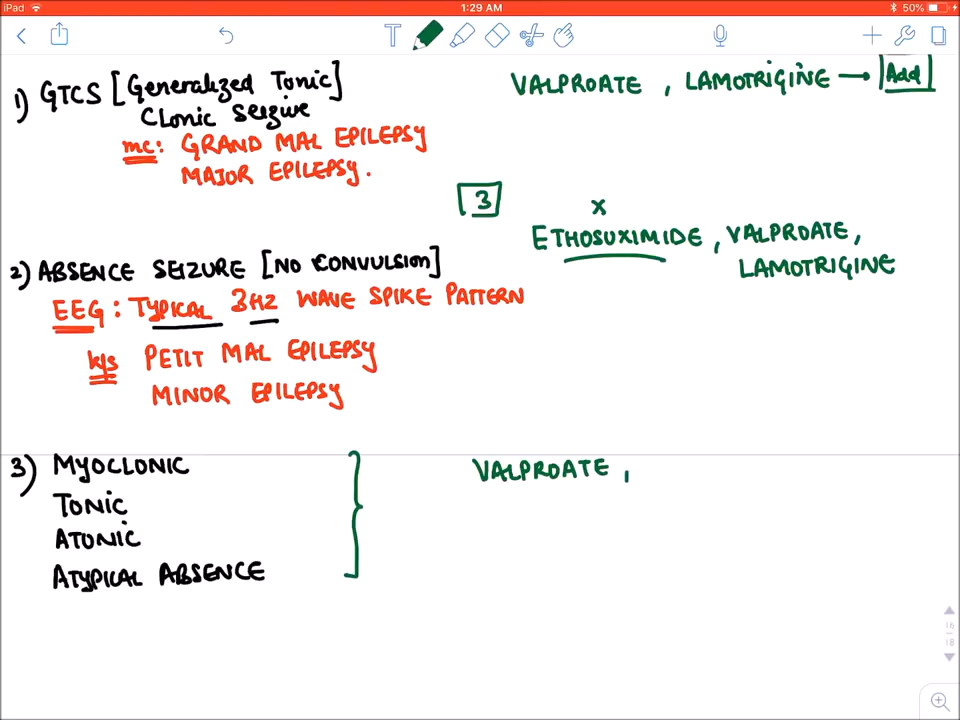 iPad
1:29 AM
50%
T
1) GTCS [Generalized Tonic]
Clonic Seizure
mc: GRAND MAL EPILEPSY
MAJOR EPILEPSY.
VALPROATE, LAMOTRIGINE → Add
3
x
ETHOSUXIMIDE, VALPROATE,
LAMOTRIGINE
2) ABSENCE SEIZURE [NO CONVULSION]
EEG: TYPICAL 3HZ WAVE SPIKE PATTERN
k/s PETIT MAL EPILEPSY
MINOR EPILEPSY
3) MYOCLONIC
TONIC
ATONIC
ATYPICAL ABSENCE
VALPROATE,
16
18